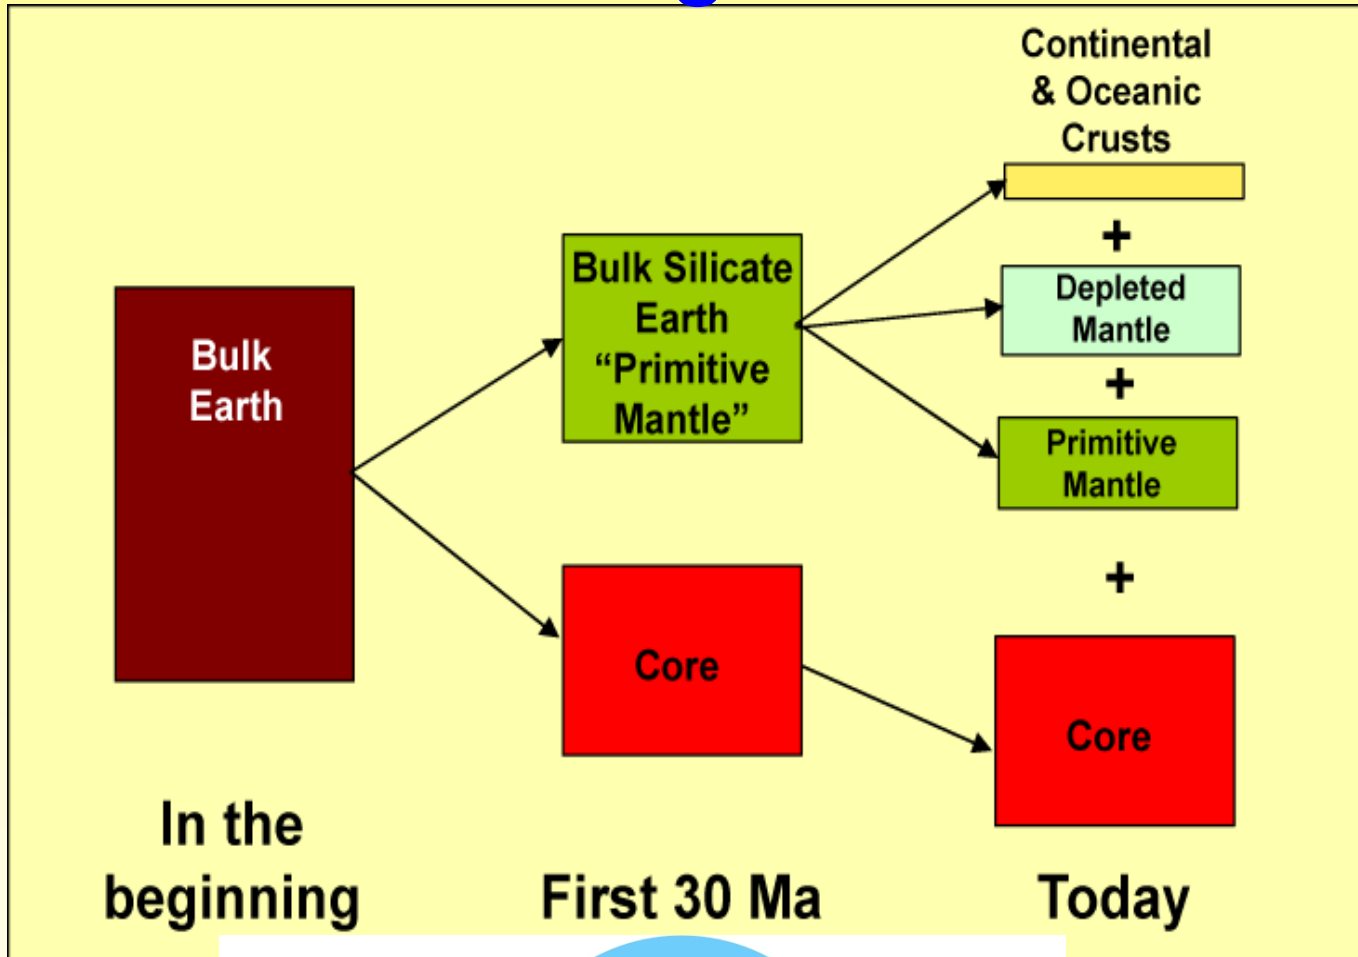 Continental
& Oceanic
Crusts
+
Depleted
Mantle
+
Primitive
Mantle
+
Core
Bulk Silicate
Earth
“Primitive
Mantle”
Core
Bulk
Earth
In the
beginning
First 30 Ma
Today